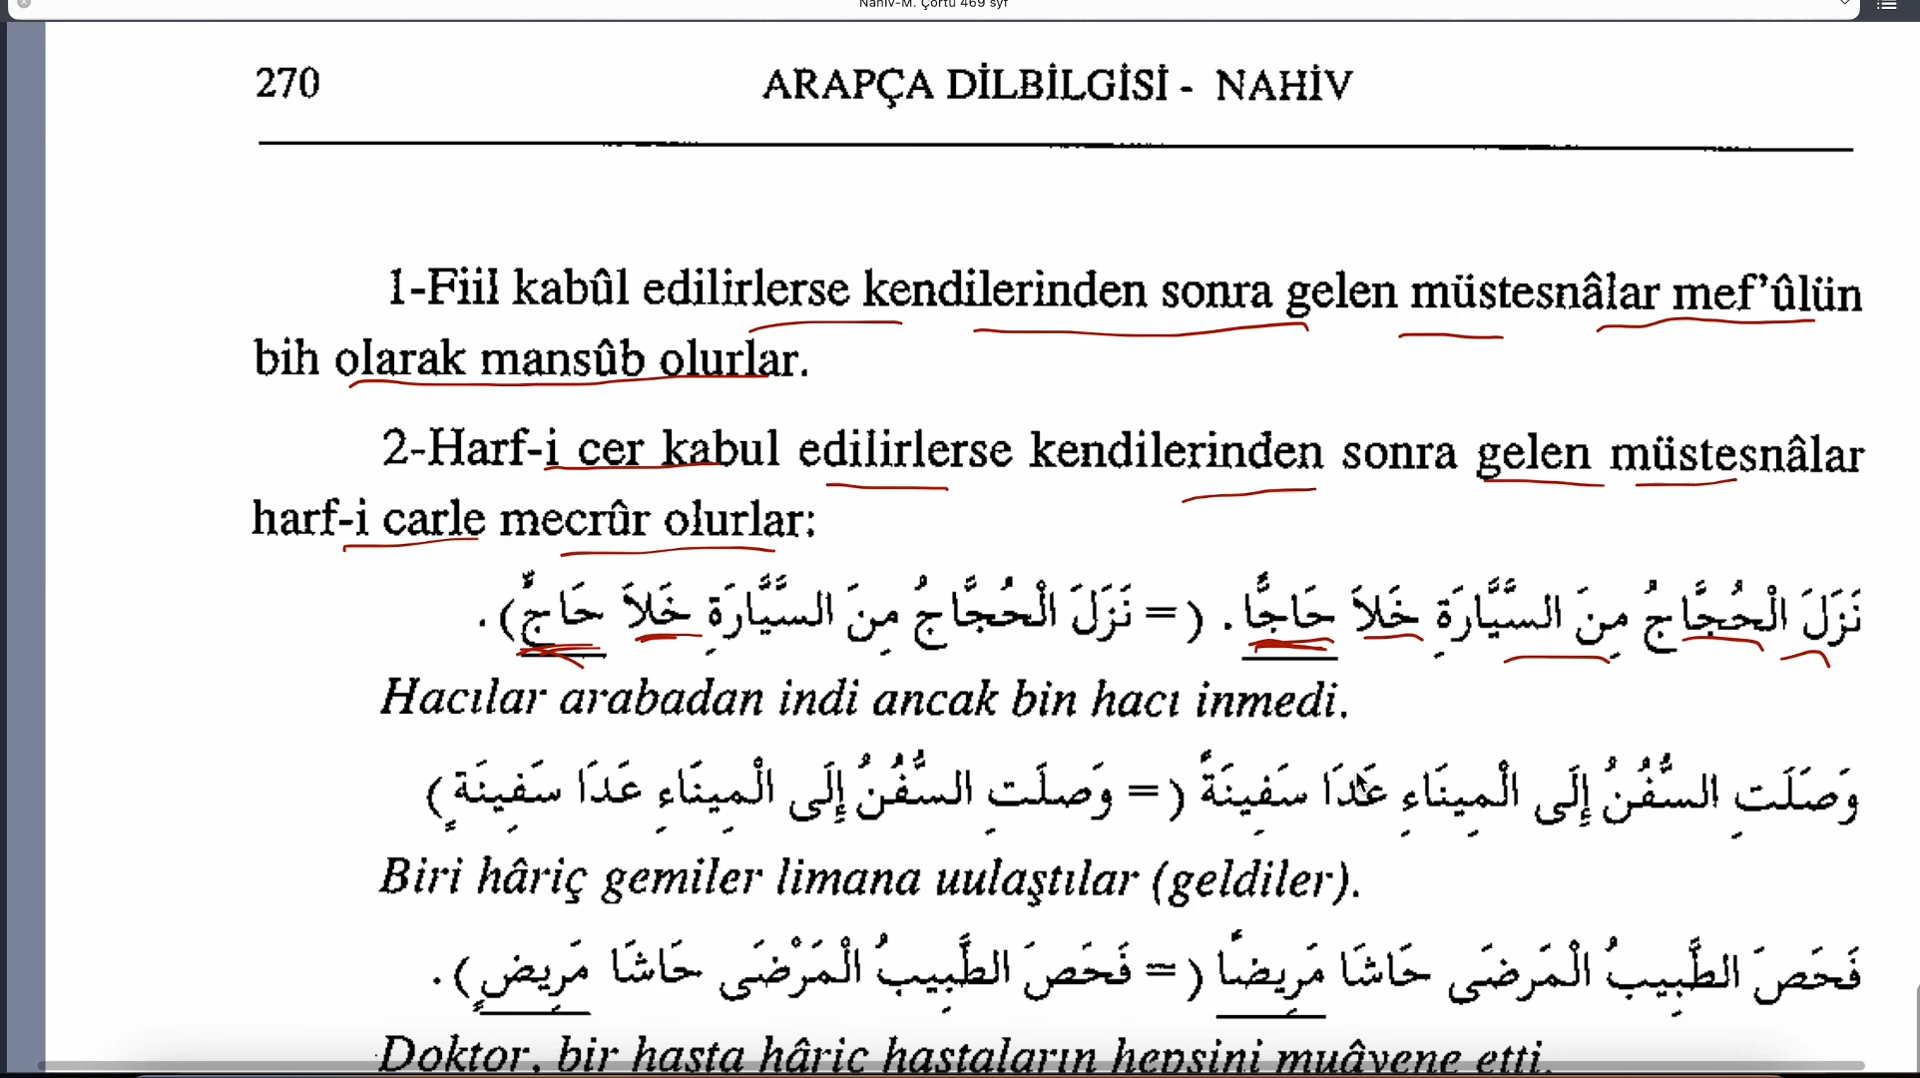 Nahiv-M. Çörtü 469 syf
270 ARAPÇA DİLBİLGİSİ - NAHİV
1-Fiil kabûl edilirlerse kendilerinden sonra gelen müstesnâlar mef'ûlün
bih olarak mansûb olurlar.
2-Harf-i cer kabul edilirlerse kendilerinden sonra gelen müstesnâlar
harf-i carle mecrûr olurlar:
نَزَلَ الْحُجَّاجُ مِنَ السَّيَّارَةِ خَلاَ حَاجًّا . ( = نَزَلَ الْحُجَّاجُ مِنَ السَّيَّارَةِ خَلاَ حَاجٍّ) .
Hacılar arabadan indi ancak bin hacı inmedi.
وَصَلَتِ السُّفُنُ إِلَى الْمِينَاءِ عَدَا سَفِينَةً ( = وَصلَتِ السُّفُنُ إِلَى الْمِينَاءِ عَدَا سَفِينَةٍ )
Biri hâriç gemiler limana uulaştılar (geldiler).
فَحَصَ الطَّبِيبُ الْمَرضَى حَاشَا مَرِيضًا ( = فَحَصَ الطَّبِيبُ الْمَرْضَى حَاشَا مَرِيضٍ) .
Doktor, bir hasta hâriç hastaların hepsini muâyene etti.